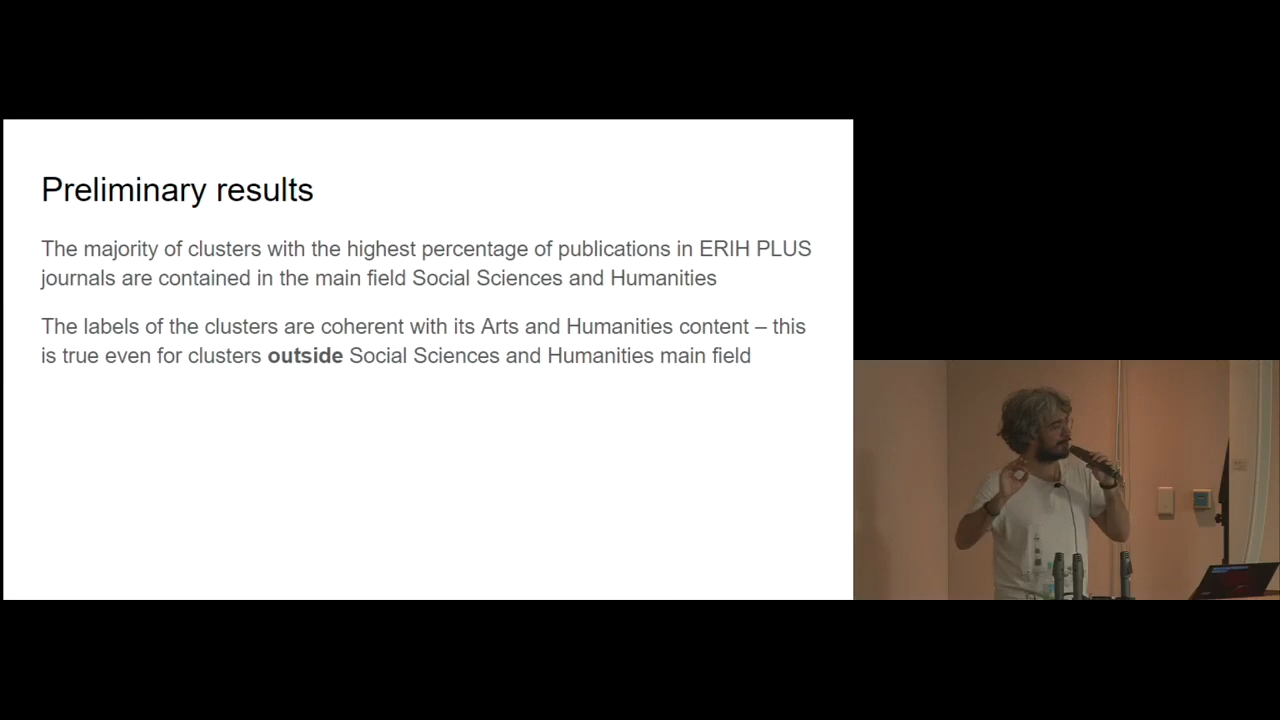 Preliminary results
The majority of clusters with the highest percentage of publications in ERIH PLUS
journals are contained in the main field Social Sciences and Humanities
The labels of the clusters are coherent with its Arts and Humanities content – this
is true even for clusters outside Social Sciences and Humanities main field